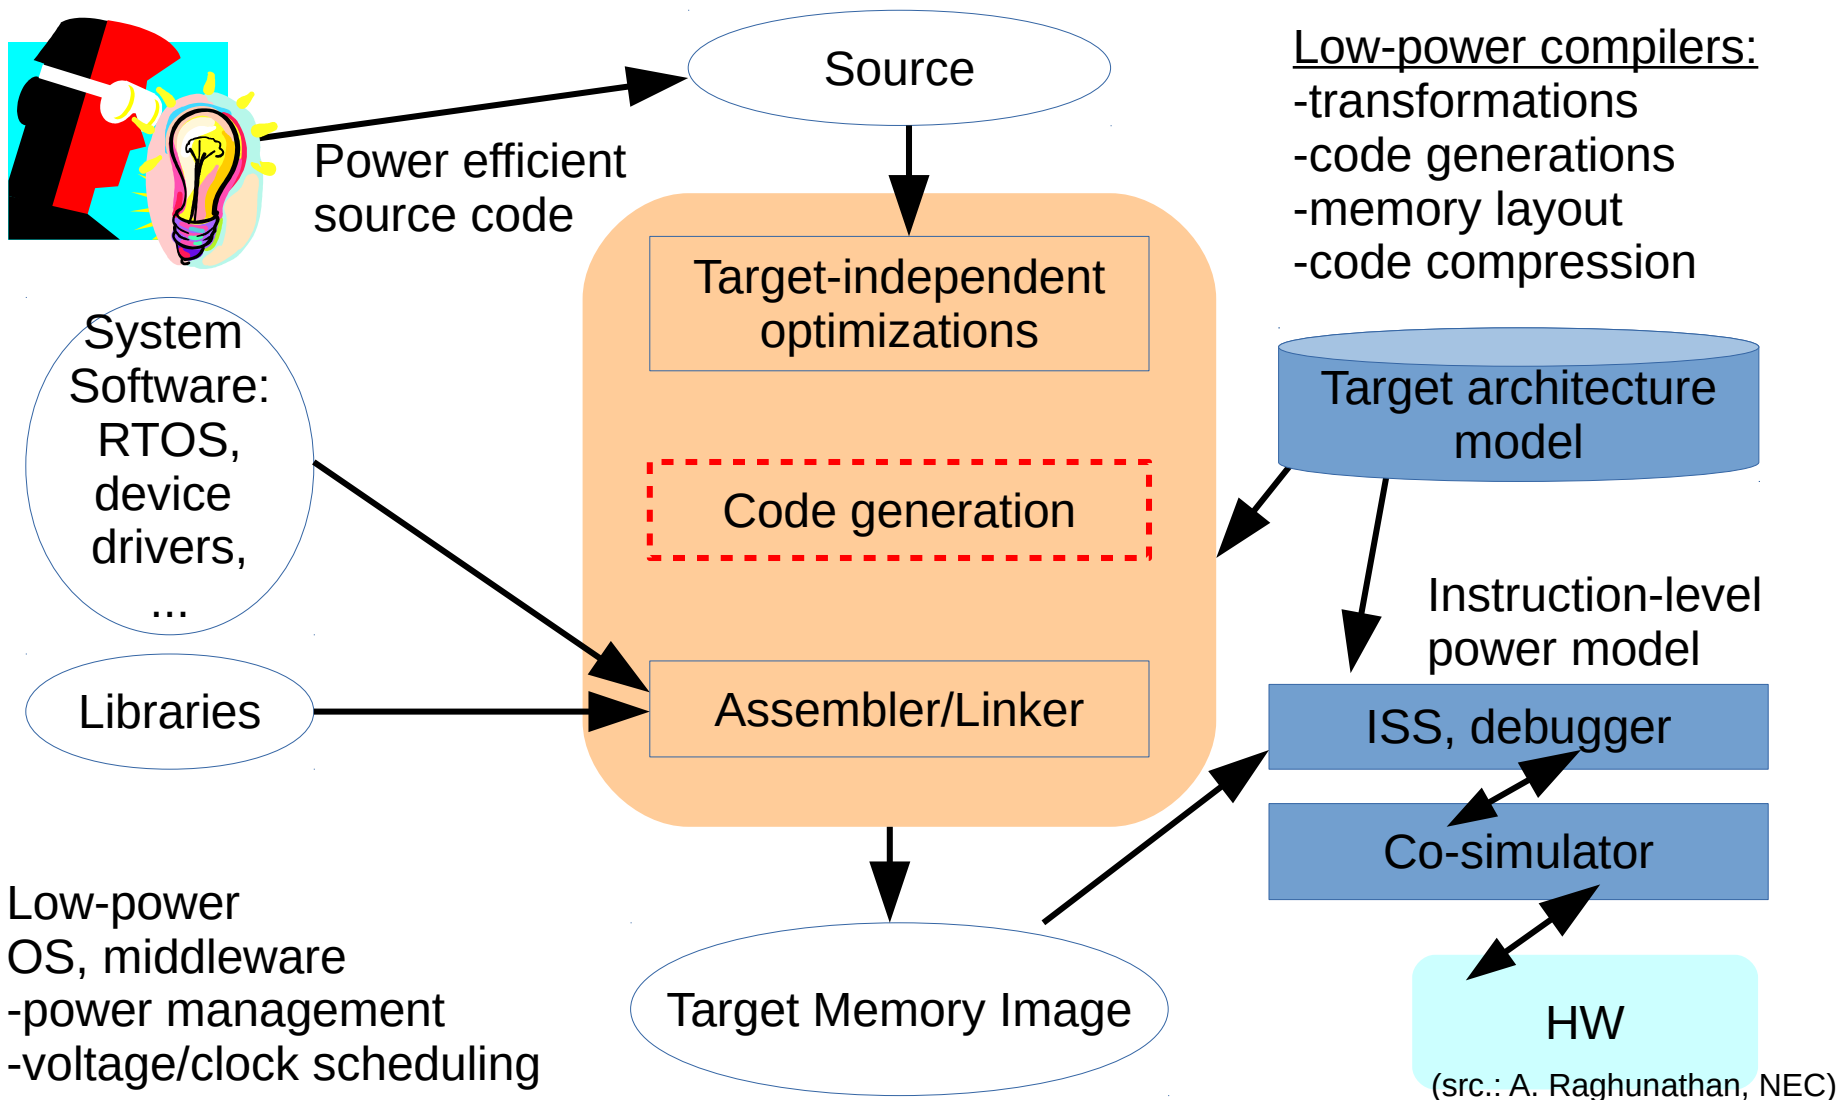 Source
Power efficient
source code
Low-power compilers:
-transformations
-code generations
-memory layout
-code compression
Target-independent
optimizations
System
Software:
RTOS,
device
drivers,
...
Target architecture
model
Code generation
Instruction-level
power model
Libraries
Assembler/Linker
ISS, debugger
Co-simulator
Low-power
OS, middleware
-power management
-voltage/clock scheduling
Target Memory Image
HW
(src.: A. Raghunathan, NEC)